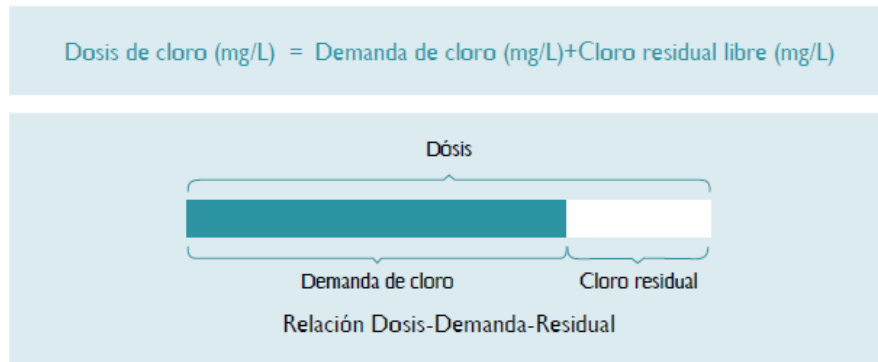 Dosis de cloro (mg/L) = Demanda de cloro (mg/L)+Cloro residual libre (mg/L)
Dósis
Demanda de cloro Cloro residual
Relación Dosis-Demanda-Residual